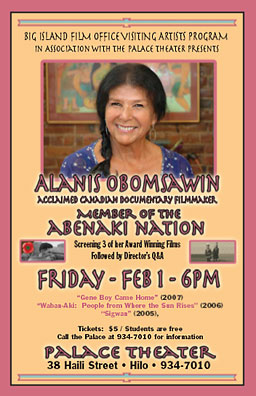 BIG ISLAND FILM OFFICE VISITING ARTISTS PROGRAM
IN ASSOCIATION WITH THE PALACE THEATER PRESENTS
ALANIS OBOMSAWIN
ACCLAIMED CANADIAN DOCUMENTARY FILMMAKER
MEMBER OF THE
ABENAKI NATION
Screening 3 of her Award Winning Films
Followed by Director's Q&A
FRIDAY - FEB 1 - 6PM
"Gene Boy Came Home" (2007)
"Waban-Aki: People from Where the Sun Rises" (2006)
"Sigwan" (2005),
Tickets: $5 / Students are free
Call the Palace at 934-7010 for information
PALACE THEATER
38 Haili Street • Hilo • 934-7010